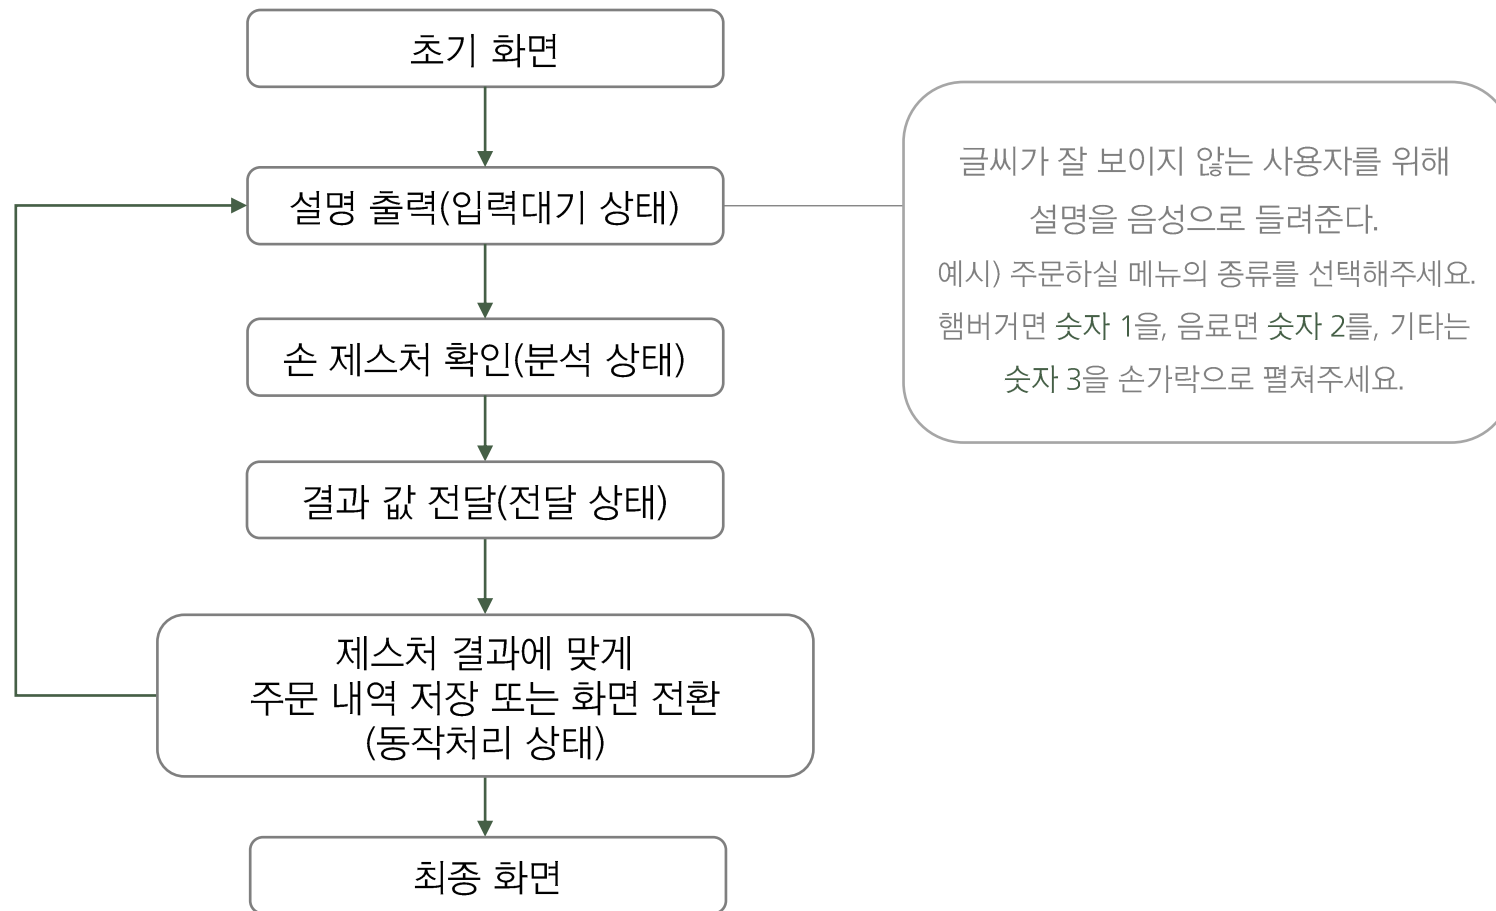 초기 화면
설명 출력(입력대기 상태)
글씨가 잘 보이지 않는 사용자를 위해
설명을 음성으로 들려준다.
예시) 주문하실 메뉴의 종류를 선택해주세요.
햄버거면 숫자 1을, 음료면 숫자 2를, 기타는
숫자 3을 손가락으로 펼쳐주세요.
손 제스처 확인(분석 상태)
결과 값 전달(전달 상태)
제스처 결과에 맞게
주문 내역 저장 또는 화면 전환
(동작처리 상태)
최종 화면